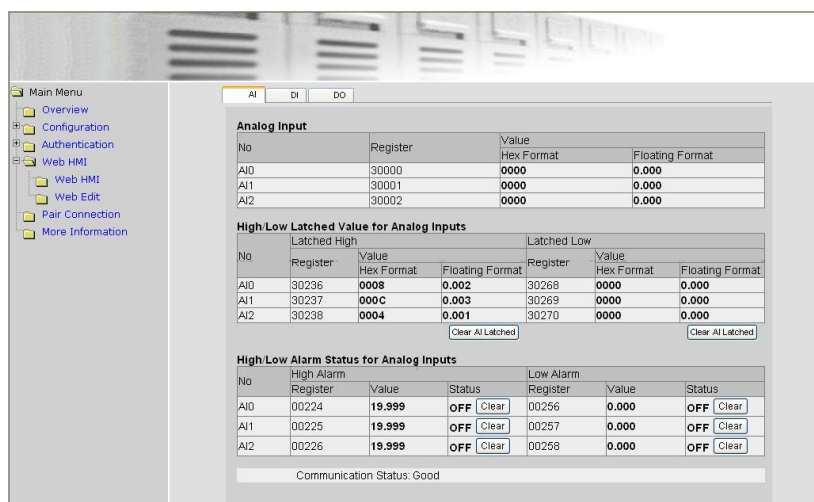 Main Menu
Overview
Configuration
Authentication
Web HMI
Web HMI
Web Edit
Pair Connection
More Information
AI DI DO
Analog Input
No Register Value
Hex Format Floating Format
AI0 30000 0000 0.000
AI1 30001 0000 0.000
AI2 30002 0000 0.000
High/Low Latched Value for Analog Inputs
No Latched High Latched Low
Register Value Register Value
Hex Format Floating Format Hex Format Floating Format
AI0 30236 0008 0.002 30268 0000 0.000
AI1 30237 000C 0.003 30269 0000 0.000
AI2 30238 0004 0.001 30270 0000 0.000
Clear AI Latched Clear AI Latched
High/Low Alarm Status for Analog Inputs
No High Alarm Low Alarm
Register Value Status Register Value Status
AI0 00224 19.999 OFF Clear 00256 0.000 OFF Clear
AI1 00225 19.999 OFF Clear 00257 0.000 OFF Clear
AI2 00226 19.999 OFF Clear 00258 0.000 OFF Clear
Communication Status: Good